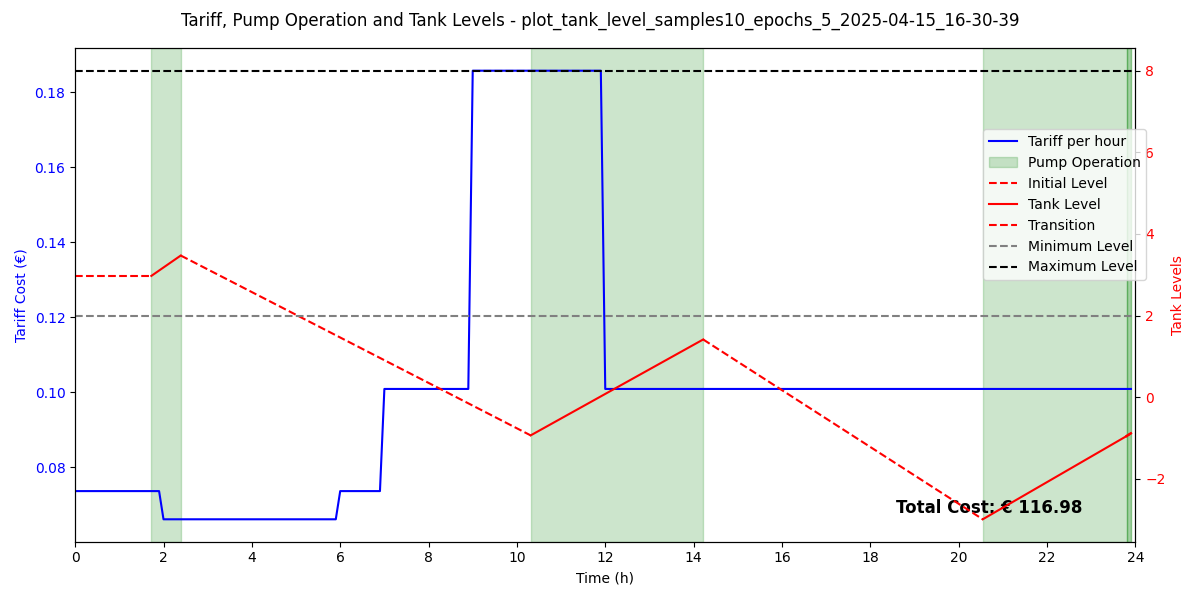 Tariff, Pump Operation and Tank Levels - plot_tank_level_samples10_epochs_5_2025-04-15_16-30-39
Tariff Cost (€)
0.18
0.16
0.14
0.12
0.10
0.08
8
6
4
2
0
−2
Tank Levels
Tariff per hour
Pump Operation
Initial Level
Tank Level
Transition
Minimum Level
Maximum Level
Total Cost: € 116.98
0 2 4 6 8 10 12 14 16 18 20 22 24
Time (h)